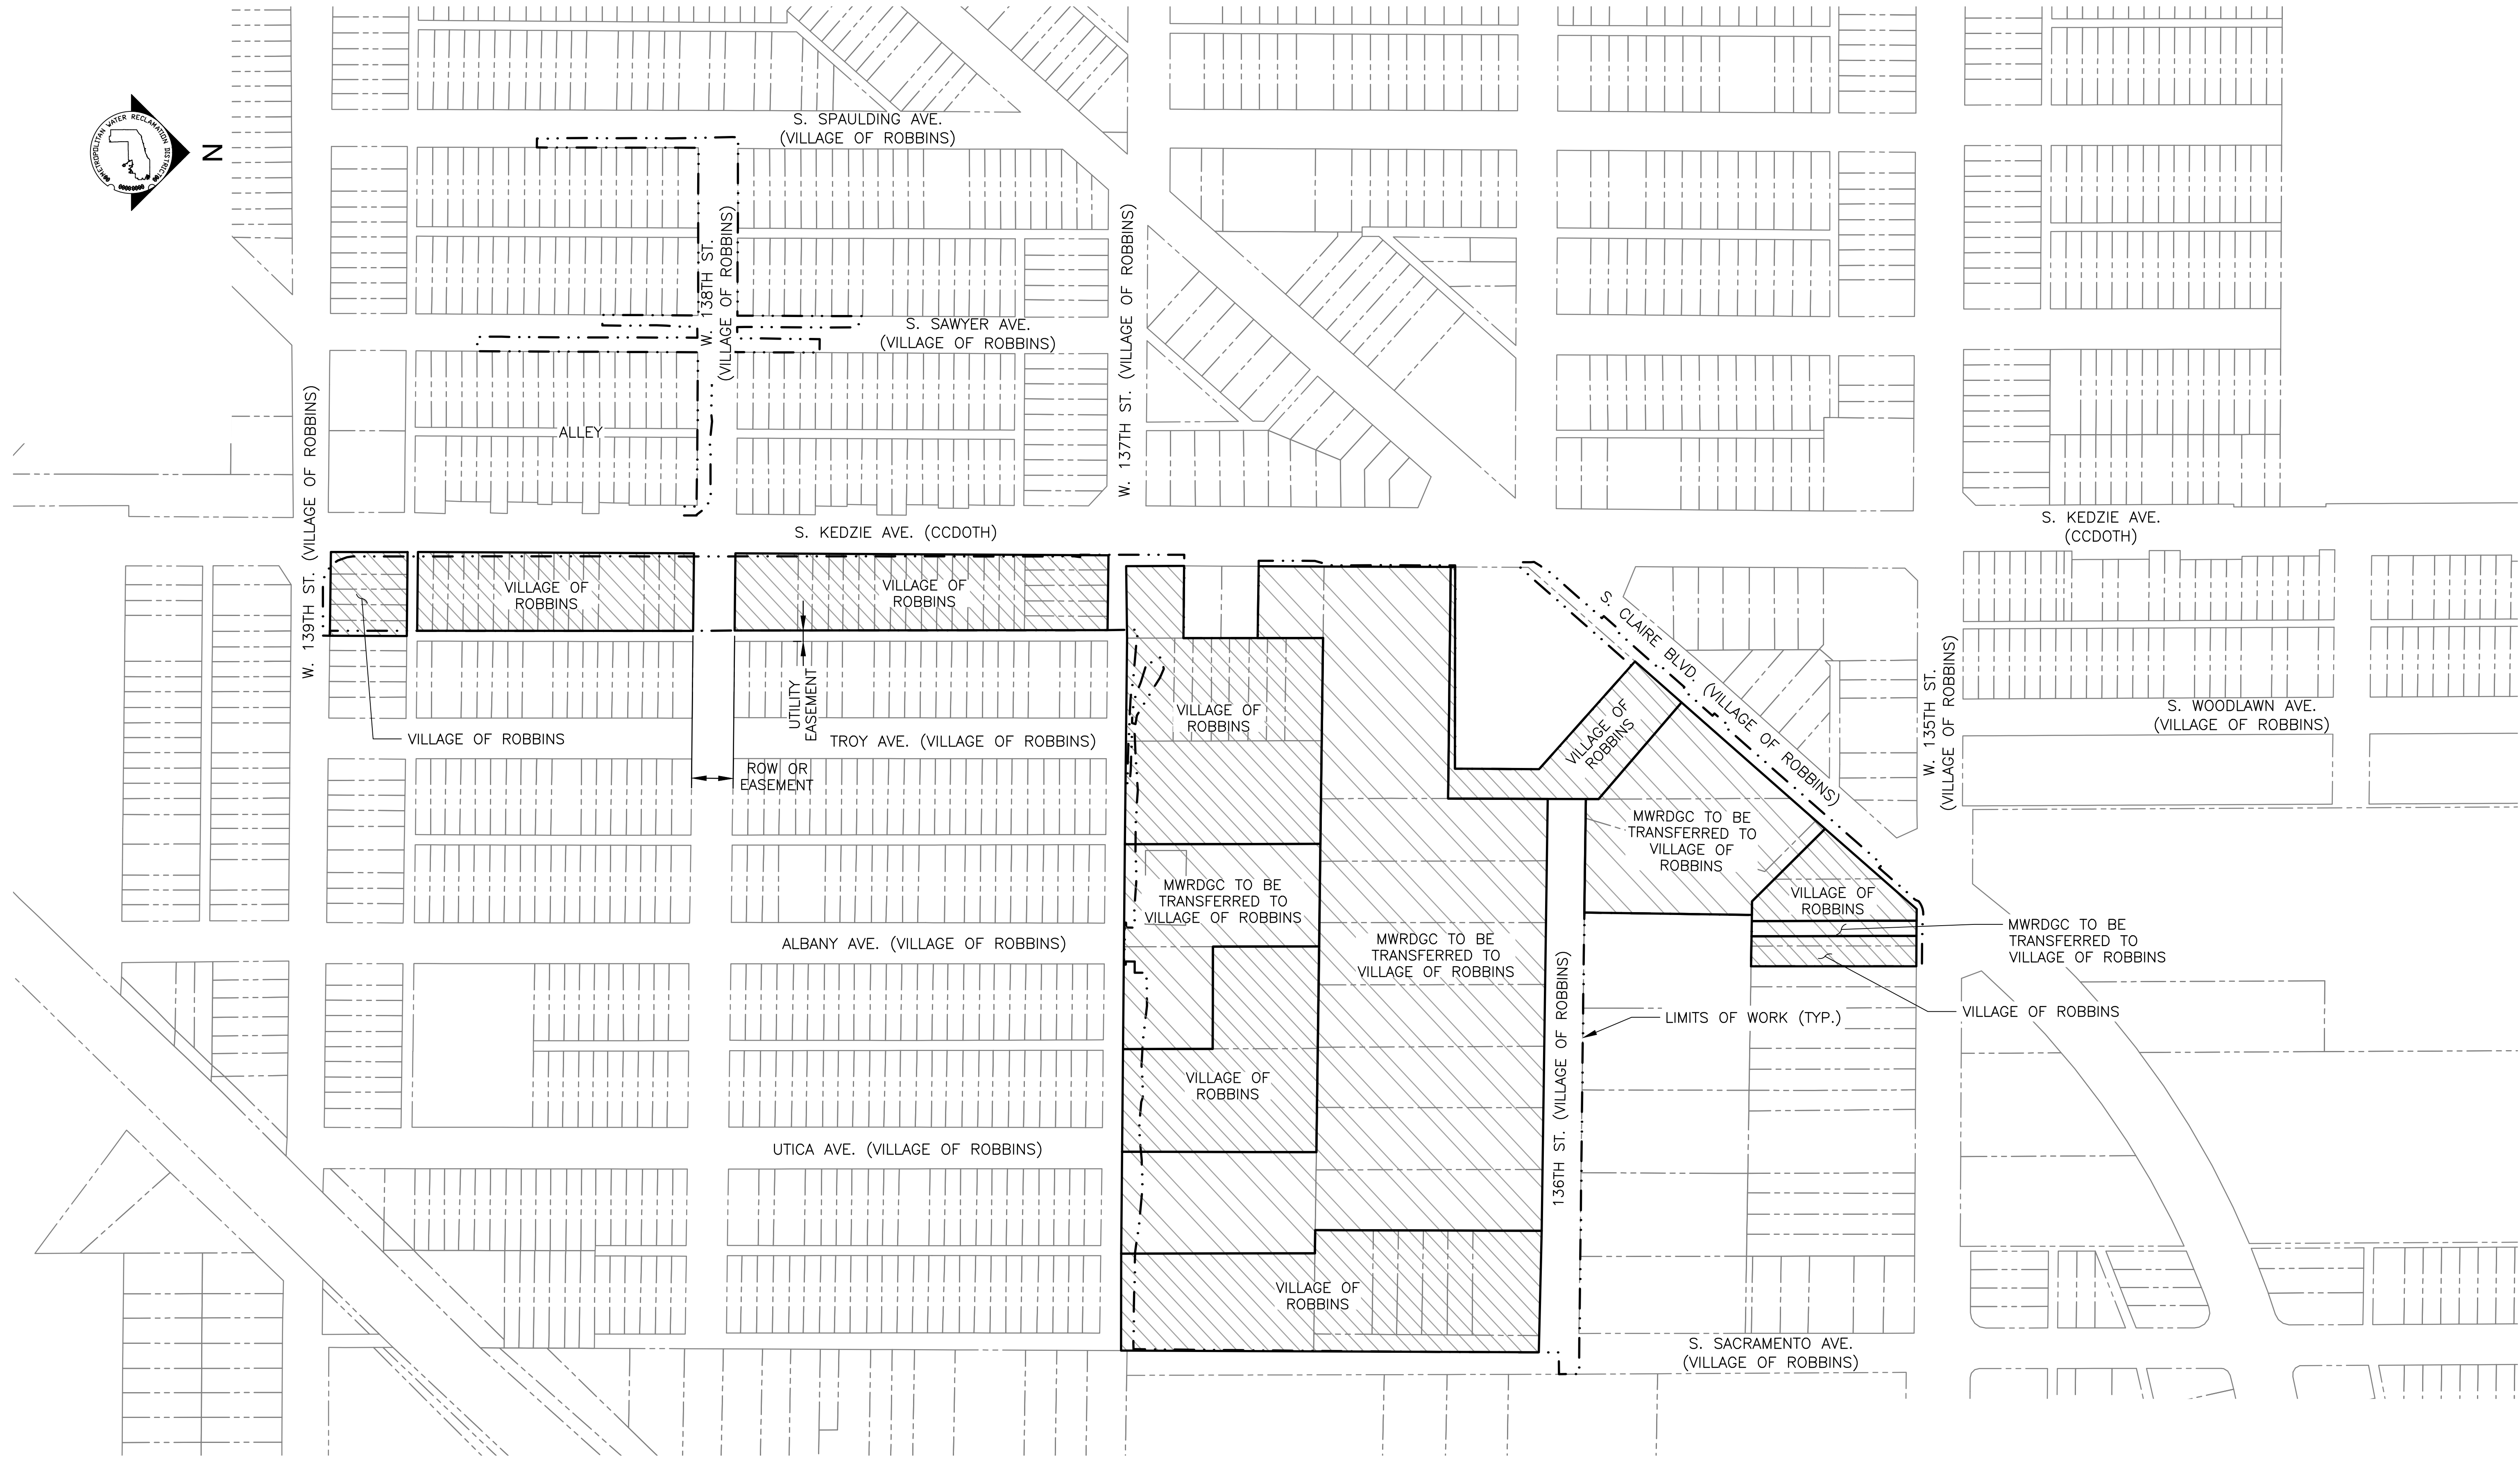 S. SPAULDING AVE.
(VILLAGE OF ROBBINS)
METROPOLITAN WATER RECLAMATION DISTRICT
N
W. 138TH ST.
(VILLAGE OF ROBBINS)
W. 137TH ST. (VILLAGE OF ROBBINS)
S. SAWYER AVE.
(VILLAGE OF ROBBINS)
W. 139TH ST. (VILLAGE OF ROBBINS)
ALLEY
S. KEDZIE AVE. (CCDOTH)
S. KEDZIE AVE.
(CCDOTH)
VILLAGE OF
ROBBINS
VILLAGE OF
ROBBINS
S. CLAIRE BLVD. (VILLAGE OF ROBBINS)
W. 135TH ST.
(VILLAGE OF ROBBINS)
UTILITY
EASEMENT
VILLAGE OF
ROBBINS
VILLAGE OF
ROBBINS
S. WOODLAWN AVE.
(VILLAGE OF ROBBINS)
VILLAGE OF ROBBINS
TROY AVE. (VILLAGE OF ROBBINS)
ROW OR
EASEMENT
MWRDGC TO BE
TRANSFERRED TO
VILLAGE OF
ROBBINS
MWRDGC TO BE
TRANSFERRED TO
VILLAGE OF ROBBINS
VILLAGE OF
ROBBINS
MWRDGC TO BE
TRANSFERRED TO
VILLAGE OF ROBBINS
ALBANY AVE. (VILLAGE OF ROBBINS)
MWRDGC TO BE
TRANSFERRED TO
VILLAGE OF ROBBINS
136TH ST. (VILLAGE OF ROBBINS)
LIMITS OF WORK (TYP.)
VILLAGE OF ROBBINS
VILLAGE OF
ROBBINS
UTICA AVE. (VILLAGE OF ROBBINS)
VILLAGE OF
ROBBINS
S. SACRAMENTO AVE.
(VILLAGE OF ROBBINS)